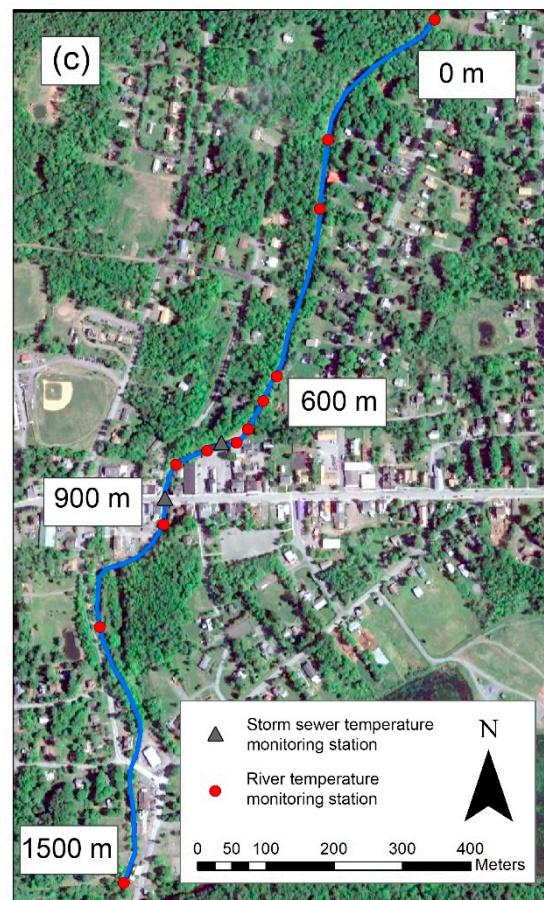 (c)
0 m
600 m
900 m
1500 m
Storm sewer temperature
monitoring station
River temperature
monitoring station
N
0 50 100 200 300 400
Meters